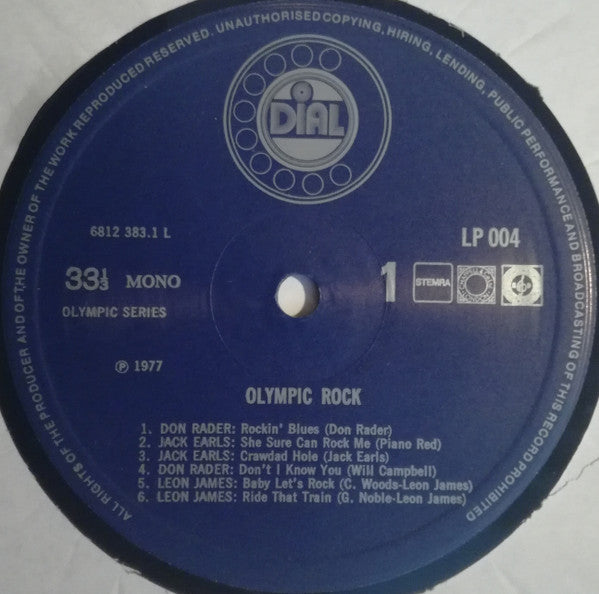 ALL RIGHTS OF THE PRODUCER AND OF THE OWNER OF THE WORK REPRODUCED RESERVED. UNAUTHORISED COPYING, HIRING, LENDING, PUBLIC PERFORMANCE AND BROADCASTING OF THIS RECORD PROHIBITED
DIAL
6812 383.1 L
LP 004
33⅓ MONO
1
STEMRA
OLYMPIC SERIES
℗ 1977
OLYMPIC ROCK
1. DON RADER: Rockin' Blues (Don Rader)
2. JACK EARLS: She Sure Can Rock Me (Piano Red)
3. JACK EARLS: Crawdad Hole (Jack Earls)
4. DON RADER: Don't I Know You (Will Campbell)
5. LEON JAMES: Baby Let's Rock (C. Woods-Leon James)
6. LEON JAMES: Ride That Train (G. Noble-Leon James)